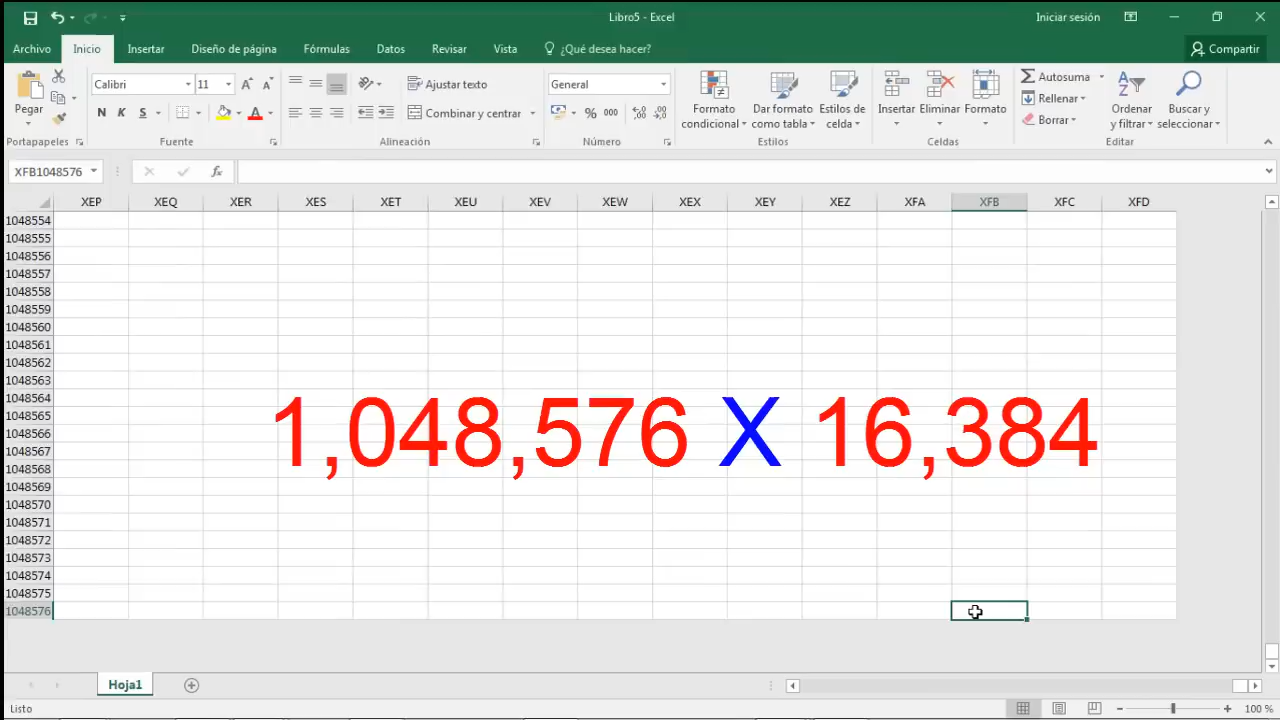 Libro5 - Excel
Iniciar sesión
Archivo Inicio Insertar Diseño de página Fórmulas Datos Revisar Vista ¿Qué desea hacer? Compartir
Pegar
Calibri 11
N K S
Ajustar texto
Combinar y centrar
General
% 000
Formato condicional
Dar formato como tabla
Estilos de celda
Insertar
Eliminar
Formato
Autosuma
Rellenar
Borrar
Ordenar y filtrar
Buscar y seleccionar
Portapapeles Fuente Alineación Número Estilos Celdas Editar
XFB1048576 fx
XEP XEQ XER XES XET XEU XEV XEW XEX XEY XEZ XFA XFB XFC XFD
1048554
1048555
1048556
1048557
1048558
1048559
1048560
1048561
1048562
1048563
1048564
1048565
1048566
1048567
1048568
1048569
1048570
1048571
1048572
1048573
1048574
1048575
1048576
1,048,576 X 16,384
Hoja1
Listo
100 %